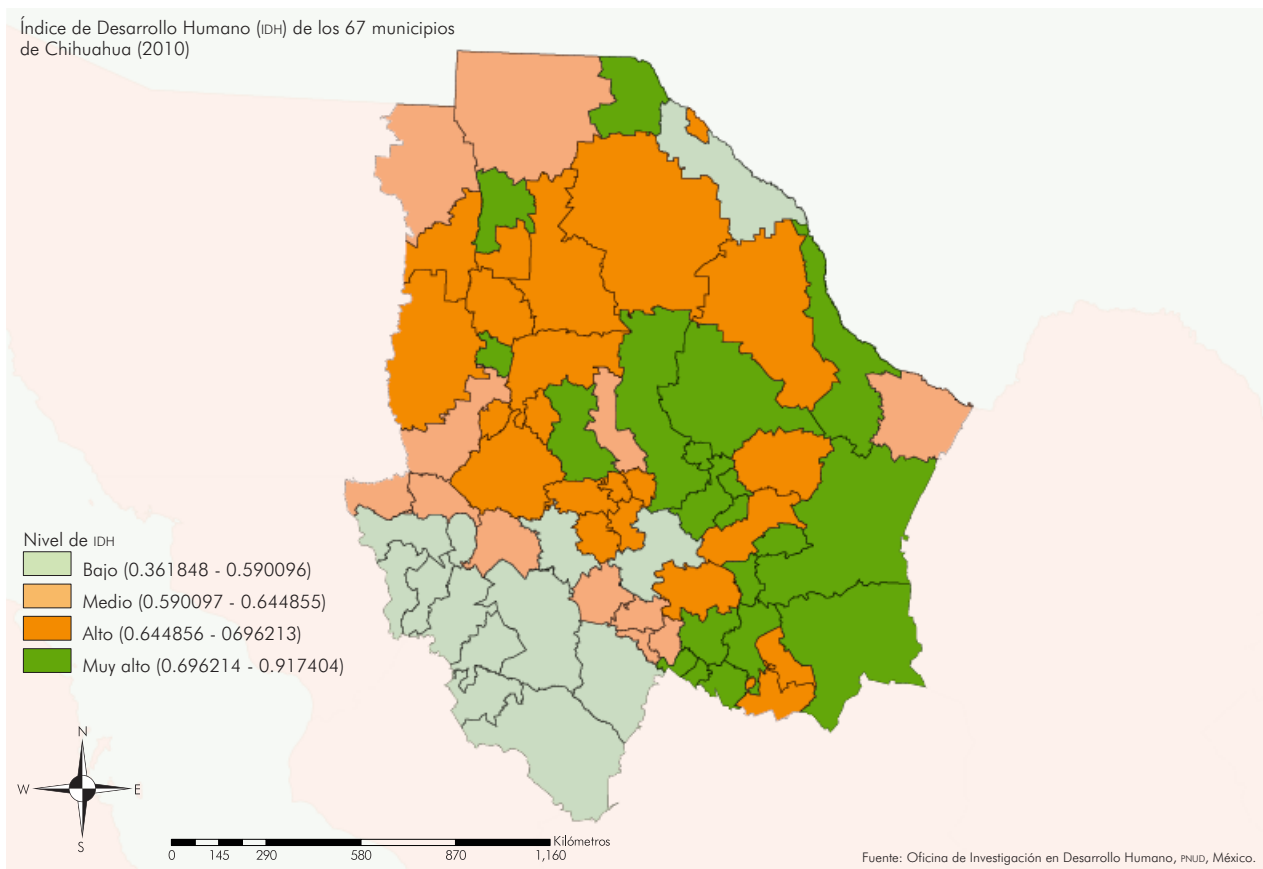 Índice de Desarrollo Humano (IDH) de los 67 municipios
de Chihuahua (2010)
Nivel de IDH
Bajo (0.361848 - 0.590096)
Medio (0.590097 - 0.644855)
Alto (0.644856 - 0696213)
Muy alto (0.696214 - 0.917404)
N
W E
S
Kilómetros
0 145 290 580 870 1,160
Fuente: Oficina de Investigación en Desarrollo Humano, PNUD, México.